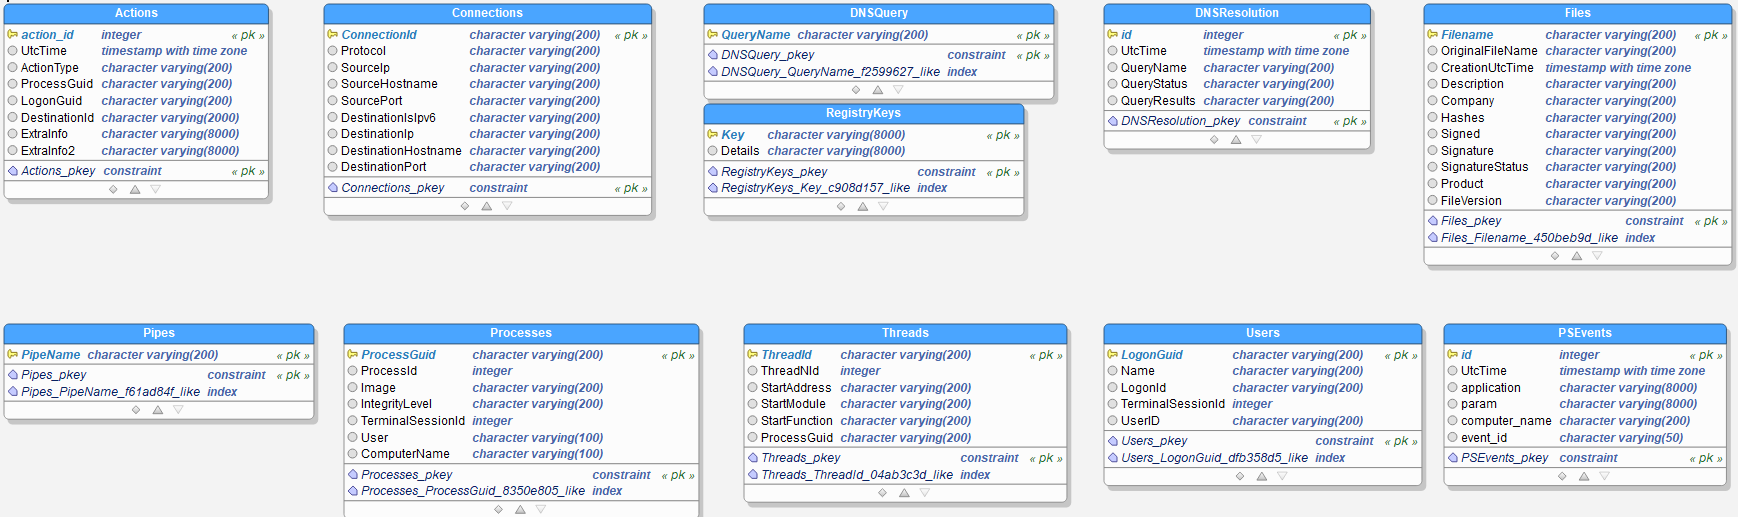 Actions
action_id integer « pk »
UtcTime timestamp with time zone
ActionType character varying(200)
ProcessGuid character varying(200)
LogonGuid character varying(200)
DestinationId character varying(2000)
ExtraInfo character varying(8000)
ExtraInfo2 character varying(8000)
Actions_pkey constraint « pk »
Connections
ConnectionId character varying(200) « pk »
Protocol character varying(200)
SourceIp character varying(200)
SourceHostname character varying(200)
SourcePort character varying(200)
DestinationIsIpv6 character varying(200)
DestinationIp character varying(200)
DestinationHostname character varying(200)
DestinationPort character varying(200)
Connections_pkey constraint « pk »
DNSQuery
QueryName character varying(200) « pk »
DNSQuery_pkey constraint « pk »
DNSQuery_QueryName_f2599627_like index
RegistryKeys
Key character varying(8000) « pk »
Details character varying(8000)
RegistryKeys_pkey constraint « pk »
RegistryKeys_Key_c908d157_like index
DNSResolution
id integer « pk »
UtcTime timestamp with time zone
QueryName character varying(200)
QueryStatus character varying(200)
QueryResults character varying(200)
DNSResolution_pkey constraint « pk »
Files
Filename character varying(200) « pk »
OriginalFileName character varying(200)
CreationUtcTime timestamp with time zone
Description character varying(200)
Company character varying(200)
Hashes character varying(200)
Signed character varying(200)
Signature character varying(200)
SignatureStatus character varying(200)
Product character varying(200)
FileVersion character varying(200)
Files_pkey constraint « pk »
Files_Filename_450beb9d_like index
Pipes
PipeName character varying(200) « pk »
Pipes_pkey constraint « pk »
Pipes_PipeName_f61ad84f_like index
Processes
ProcessGuid character varying(200) « pk »
ProcessId integer
Image character varying(200)
IntegrityLevel character varying(200)
TerminalSessionId integer
User character varying(100)
ComputerName character varying(100)
Processes_pkey constraint « pk »
Processes_ProcessGuid_8350e805_like index
Threads
ThreadId character varying(200) « pk »
ThreadNId integer
StartAddress character varying(200)
StartModule character varying(200)
StartFunction character varying(200)
ProcessGuid character varying(200)
Threads_pkey constraint « pk »
Threads_ThreadId_04ab3c3d_like index
Users
LogonGuid character varying(200) « pk »
Name character varying(200)
LogonId character varying(200)
TerminalSessionId integer
UserID character varying(200)
Users_pkey constraint « pk »
Users_LogonGuid_dfb358d5_like index
PSEvents
id integer « pk »
UtcTime timestamp with time zone
application character varying(8000)
param character varying(8000)
computer_name character varying(200)
event_id character varying(50)
PSEvents_pkey constraint « pk »